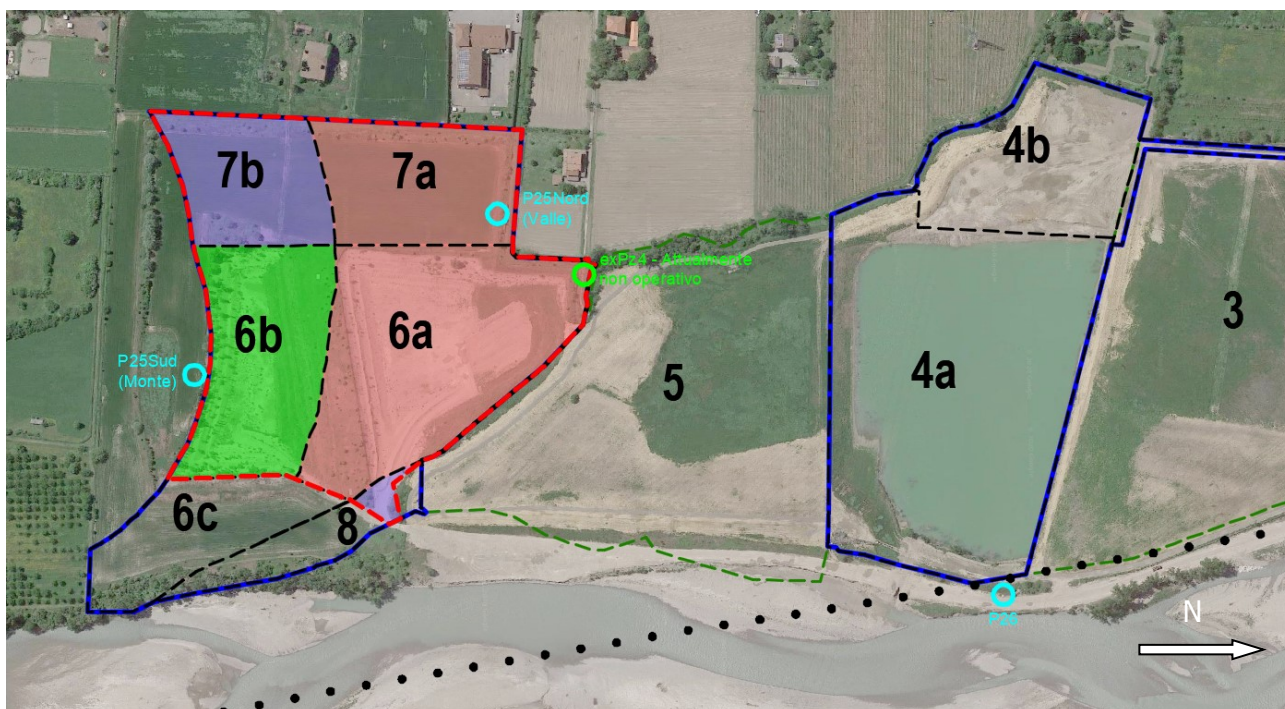 4b
7b
7a
P25Nord
(Valle)
exPz4 - Attualmente
non operativo
6b
6a
3
P25Sud
(Monte)
5
4a
6c
8
P26
N